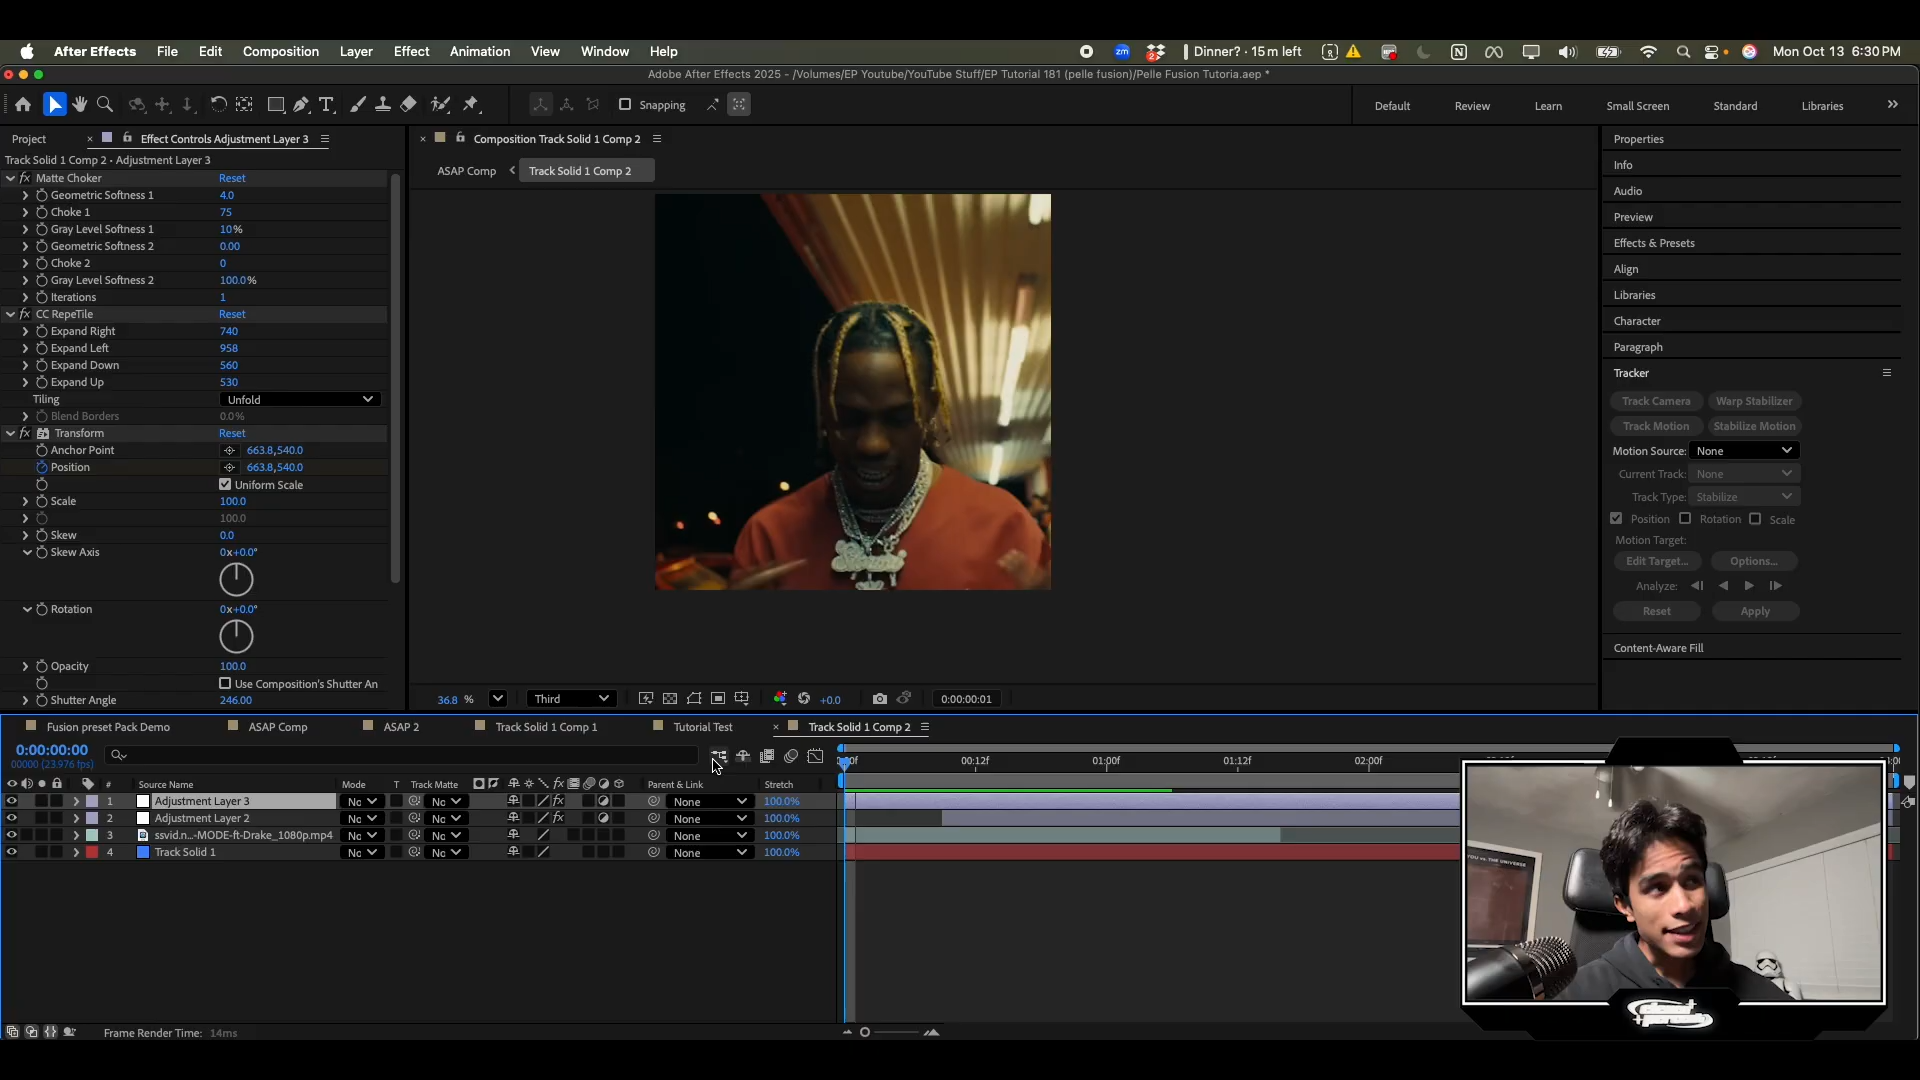 After Effects File Edit Composition Layer Effect Animation View Window Help
zm 2 Dinner? · 15 m left Mon Oct 13 6:30 PM
Adobe After Effects 2025 - /Volumes/EP Youtube/YouTube Stuff/EP Tutorial 181 (pelle fusion)/Pelle Fusion Tutoria.aep *
Snapping Default Review Learn Small Screen Standard Libraries
Project Effect Controls Adjustment Layer 3
Track Solid 1 Comp 2 • Adjustment Layer 3
fx Matte Choker Reset
Geometric Softness 1 4.0
Choke 1 75
Gray Level Softness 1 10%
Geometric Softness 2 0.00
Choke 2 0
Gray Level Softness 2 100.0%
Iterations 1
fx CC RepeTile Reset
Expand Right 740
Expand Left 958
Expand Down 560
Expand Up 530
Tiling Unfold
Blend Borders 0.0%
fx Transform Reset
Anchor Point 663.8,540.0
Position 663.8,540.0
Uniform Scale
Scale 100.0
100.0
Skew 0.0
Skew Axis 0x+0.0°
Rotation 0x+0.0°
Opacity 100.0
Use Composition's Shutter An
Shutter Angle 246.00
Composition Track Solid 1 Comp 2
ASAP Comp Track Solid 1 Comp 2
36.8 % Third +0.0 0:00:00:01
Properties
Info
Audio
Preview
Effects & Presets
Align
Libraries
Character
Paragraph
Tracker
Track Camera Warp Stabilizer
Track Motion Stabilize Motion
Motion Source: None
Current Track: None
Track Type: Stabilize
Position Rotation Scale
Motion Target:
Edit Target... Options...
Analyze:
Reset Apply
Content-Aware Fill
Fusion preset Pack Demo ASAP Comp ASAP 2 Track Solid 1 Comp 1 Tutorial Test Track Solid 1 Comp 2
0:00:00:00
00000 (23.976 fps)
00:12f 01:00f 01:12f 02:00f
# Source Name Mode T Track Matte fx Parent & Link Stretch
1 Adjustment Layer 3 Nc Nc fx None 100.0%
2 Adjustment Layer 2 Nc Nc fx None 100.0%
3 ssvid.n...-MODE-ft-Drake_1080p.mp4 Nc Nc None 100.0%
4 Track Solid 1 Nc Nc None 100.0%
Frame Render Time: 14ms